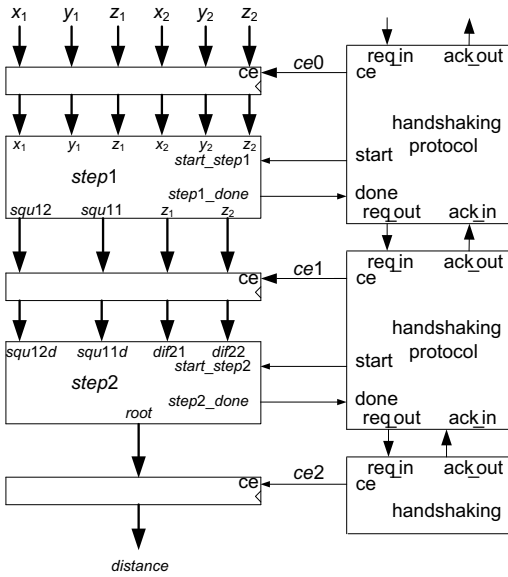 x1 y1 z1 x2 y2 z2
ce ce0 ce req_in ack_out
x1 y1 z1 x2 y2 z2
handshaking
protocol
start_step1 start
step1
step1_done done
squ12 squ11 z1 z2 req_out ack_in
ce ce1 ce req_in ack_out
handshaking
protocol
squ12d squ11d dif21 dif22
start_step2 start
step2
step2_done done
root req_out ack_in
ce ce2 ce req_in ack_out
handshaking
distance